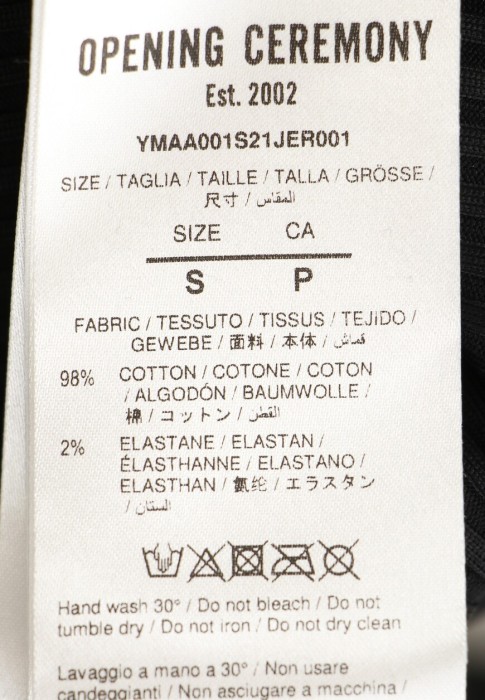 OPENING CEREMONY
Est. 2002
YMAA001S21JER001
SIZE / TAGLIA / TAILLE / TALLA / GRÖSSE /
尺寸 / المقاس
SIZE CA
S P
FABRIC / TESSUTO / TISSUS / TEJIDO /
GEWEBE / 面料 / 本体 / قماش
98% COTTON / COTONE / COTON
/ ALGODÓN / BAUMWOLLE /
棉 / コットン / القطن
2% ELASTANE / ELASTAN /
ÉLASTHANNE / ELASTANO /
ELASTHAN / 氨纶 / エラスタン
/ الستان
Hand wash 30° / Do not bleach / Do not
tumble dry / Do not iron / Do not dry clean
Lavaggio a mano a 30° / Non usare
candeggianti / Non asciugare a macchina /